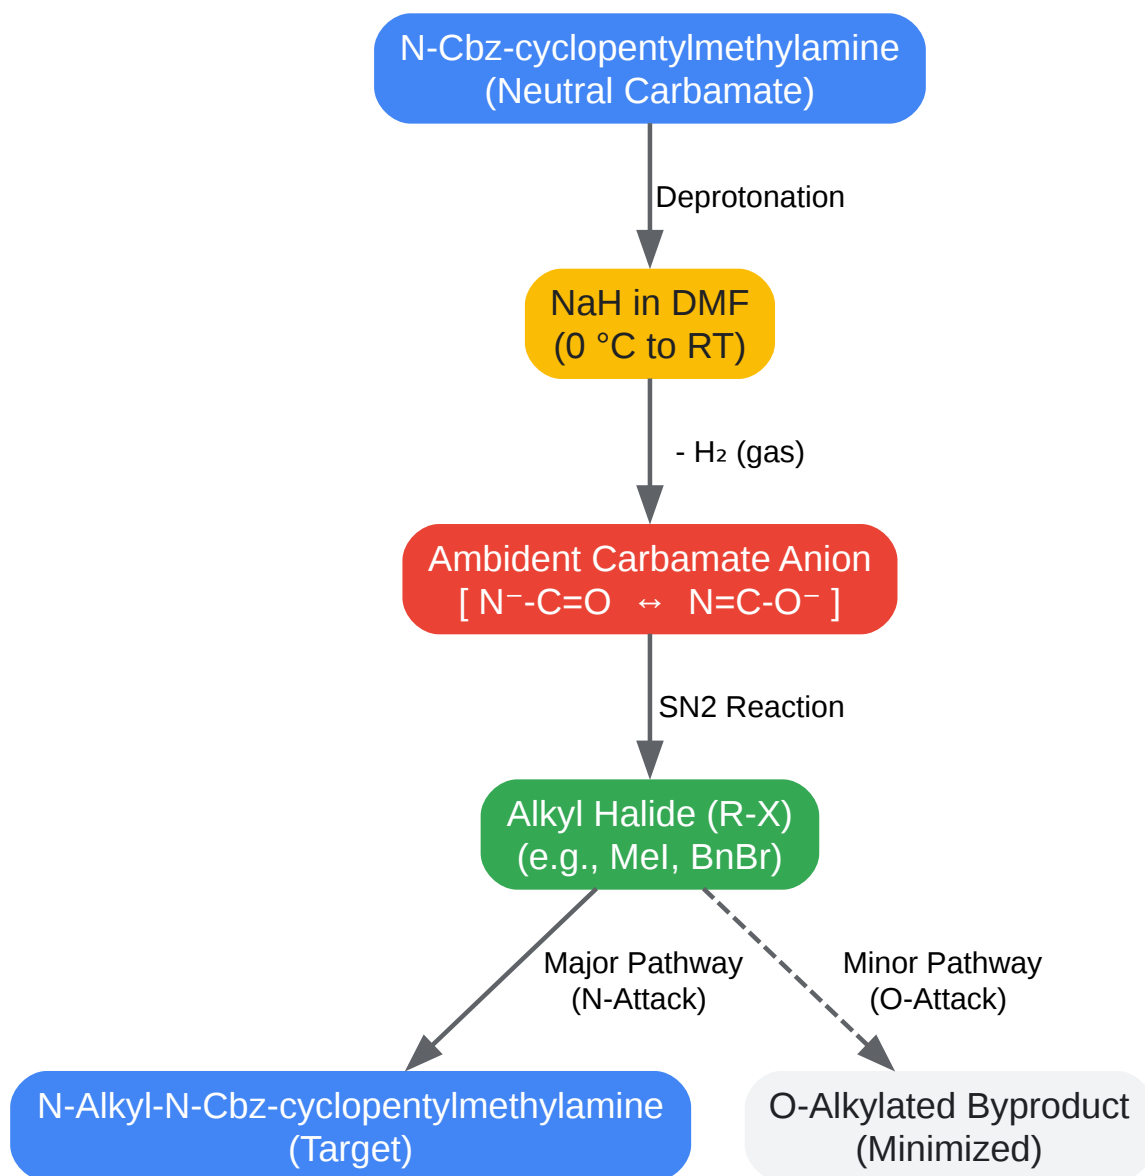 N-Cbz-cyclopentylmethylamine
(Neutral Carbamate)
Deprotonation
NaH in DMF
(0 °C to RT)
- H₂ (gas)
Ambident Carbamate Anion
[ N⁻-C=O ↔ N=C-O⁻ ]
SN2 Reaction
Alkyl Halide (R-X)
(e.g., MeI, BnBr)
Major Pathway
(N-Attack)
Minor Pathway
(O-Attack)
N-Alkyl-N-Cbz-cyclopentylmethylamine
(Target)
O-Alkylated Byproduct
(Minimized)